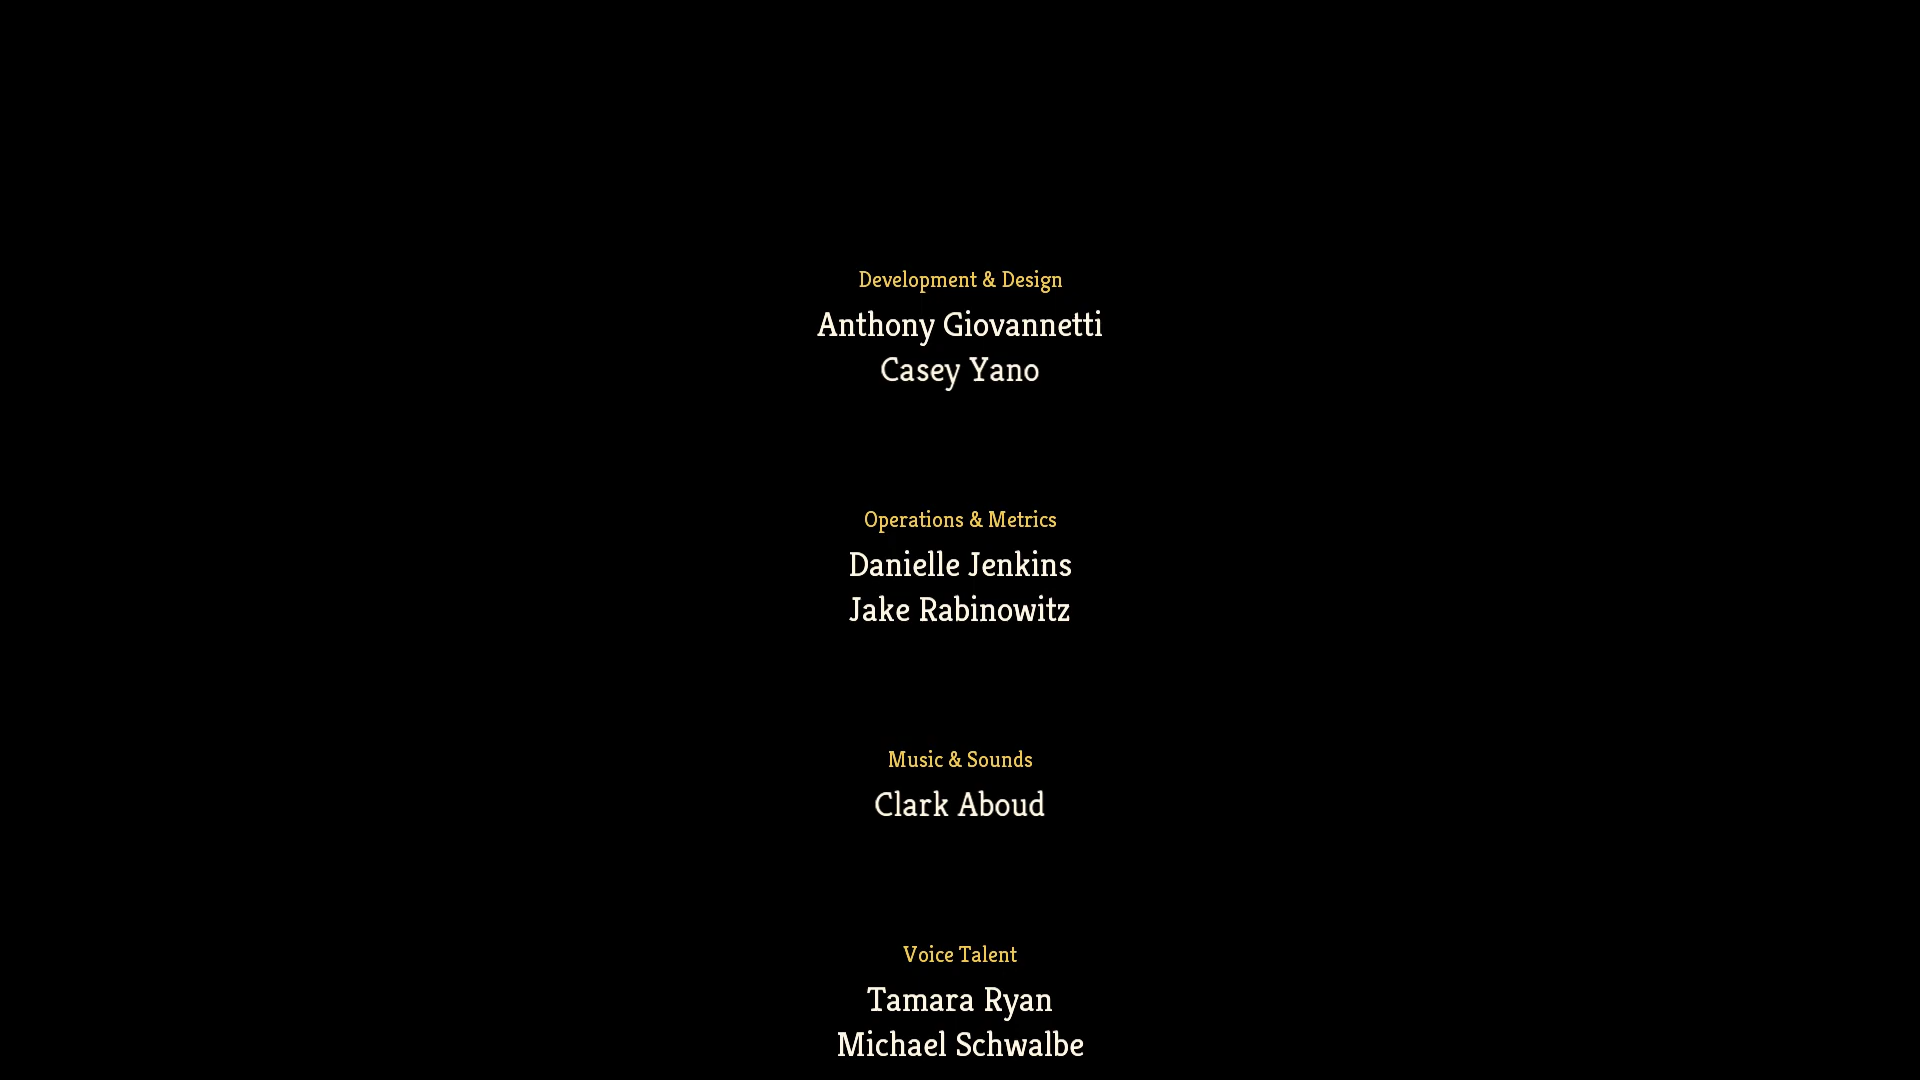 Development & Design
Anthony Giovannetti
Casey Yano
Operations & Metrics
Danielle Jenkins
Jake Rabinowitz
Music & Sounds
Clark Aboud
Voice Talent
Tamara Ryan
Michael Schwalbe